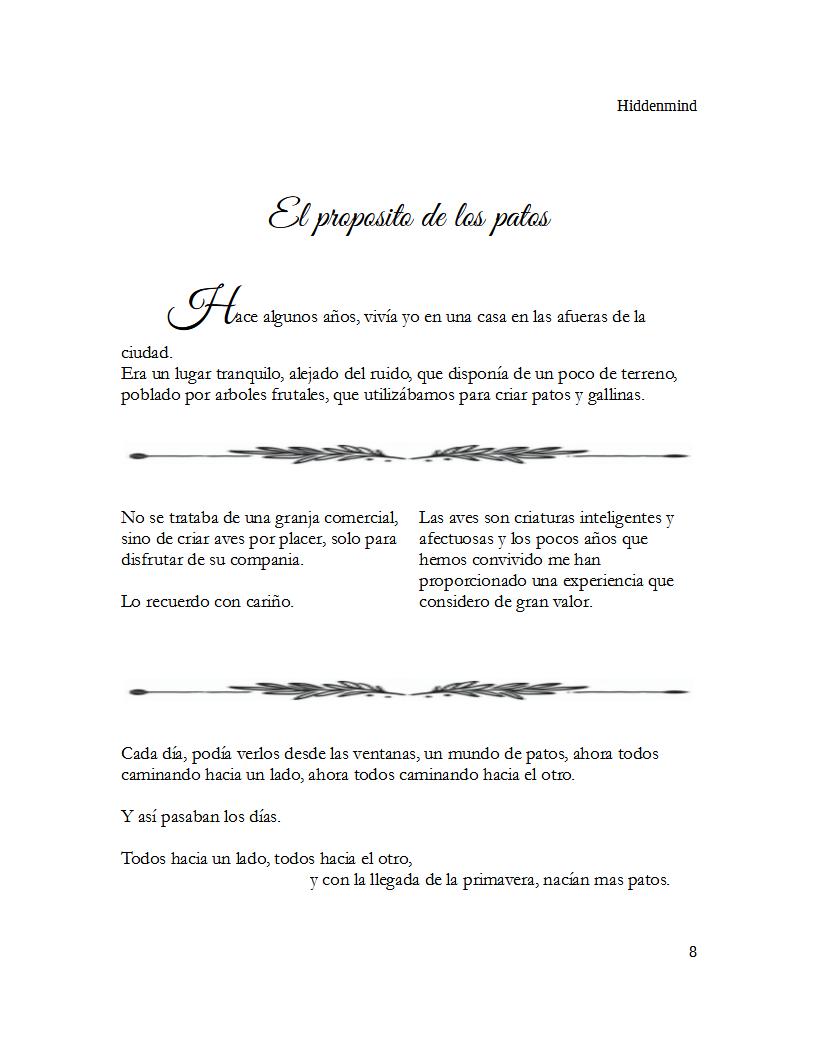 Hiddenmind
El proposito de los patos
Hace algunos años, vivía yo en una casa en las afueras de la
ciudad.
Era un lugar tranquilo, alejado del ruido, que disponía de un poco de terreno,
poblado por arboles frutales, que utilizábamos para criar patos y gallinas.
No se trataba de una granja comercial,
sino de criar aves por placer, solo para
disfrutar de su compania.
Lo recuerdo con cariño.
Las aves son criaturas inteligentes y
afectuosas y los pocos años que
hemos convivido me han
proporcionado una experiencia que
considero de gran valor.
Cada día, podía verlos desde las ventanas, un mundo de patos, ahora todos
caminando hacia un lado, ahora todos caminando hacia el otro.
Y así pasaban los días.
Todos hacia un lado, todos hacia el otro,
y con la llegada de la primavera, nacían mas patos.
8